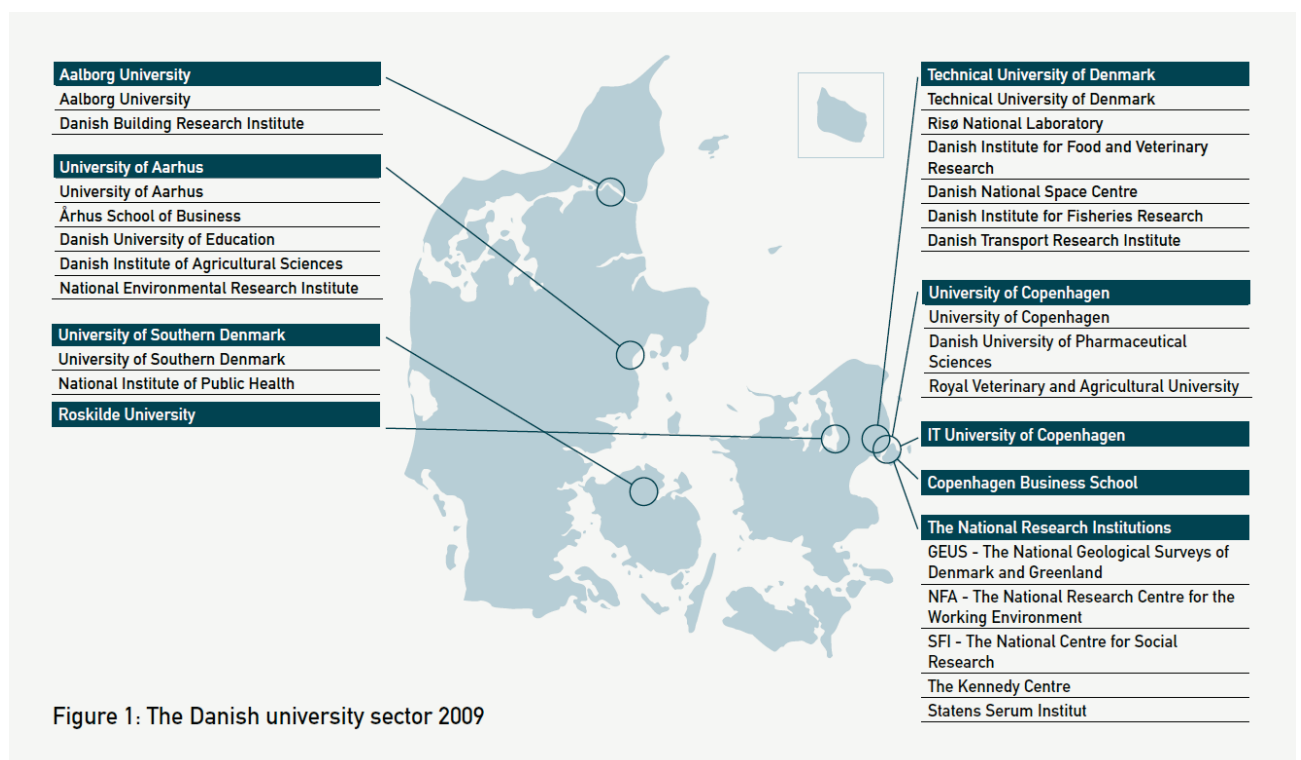 Aalborg University
Aalborg University
Danish Building Research Institute
University of Aarhus
University of Aarhus
Århus School of Business
Danish University of Education
Danish Institute of Agricultural Sciences
National Environmental Research Institute
University of Southern Denmark
University of Southern Denmark
National Institute of Public Health
Roskilde University
Technical University of Denmark
Technical University of Denmark
Risø National Laboratory
Danish Institute for Food and Veterinary
Research
Danish National Space Centre
Danish Institute for Fisheries Research
Danish Transport Research Institute
University of Copenhagen
University of Copenhagen
Danish University of Pharmaceutical
Sciences
Royal Veterinary and Agricultural University
IT University of Copenhagen
Copenhagen Business School
The National Research Institutions
GEUS - The National Geological Surveys of
Denmark and Greenland
NFA - The National Research Centre for the
Working Environment
SFI - The National Centre for Social
Research
The Kennedy Centre
Statens Serum Institut
Figure 1: The Danish university sector 2009